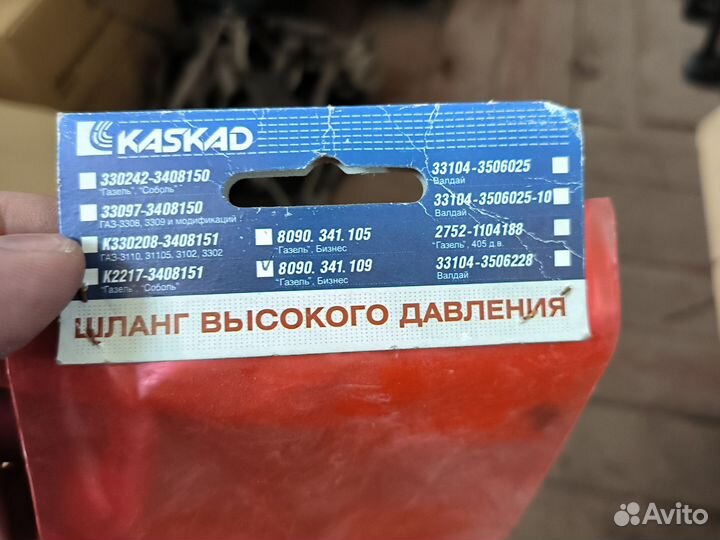 KASKAD
330242-3408150
"Газель", "Соболь"
33097-3408150
ГАЗ-3308, 3309 и модификаций
K330208-3408151
ГАЗ-3110, 31105, 3102, 3302
K2217-3408151
"Газель", "Соболь"
8090. 341. 105
"Газель", Бизнес
8090. 341. 109
"Газель", Бизнес
33104-3506025
Валдай
33104-3506025-10
Валдай
2752-1104188
"Газель", 405 д.в.
33104-3506228
Валдай
ШЛАНГ ВЫСОКОГО ДАВЛЕНИЯ
Avito